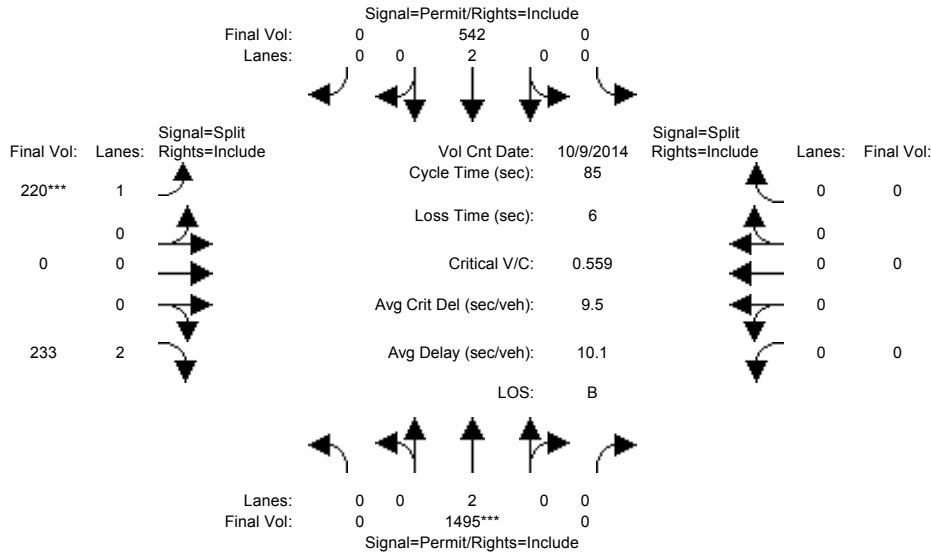 Signal=Permit/Rights=Include
Final Vol: 0 542 0
Lanes: 0 0 2 0 0
Signal=Split Signal=Split
Final Vol: Lanes: Rights=Include Vol Cnt Date: 10/9/2014 Rights=Include Lanes: Final Vol:
Cycle Time (sec): 85
220*** 1 0 0
Loss Time (sec): 6
0 0
0 0 Critical V/C: 0.559 0 0
0 Avg Crit Del (sec/veh): 9.5 0
233 2 Avg Delay (sec/veh): 10.1 0 0
LOS: B
Lanes: 0 0 2 0 0
Final Vol: 0 1495*** 0
Signal=Permit/Rights=Include